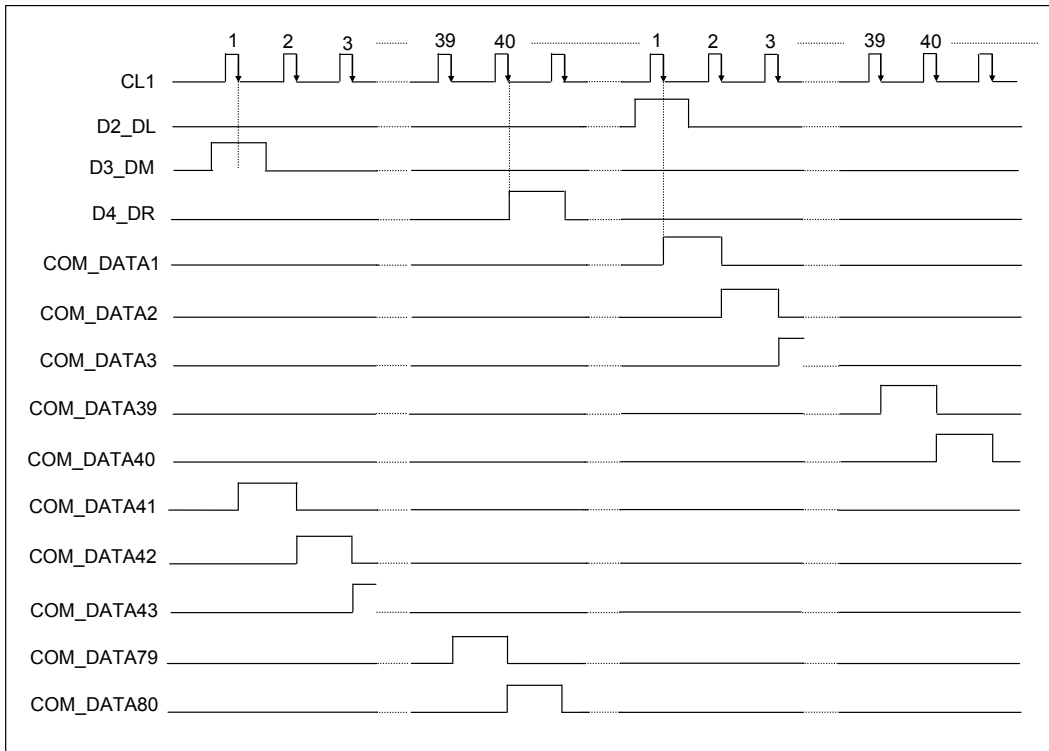 1 2 3 39 40 1 2 3 39 40
CL1
D2_DL
D3_DM
D4_DR
COM_DATA1
COM_DATA2
COM_DATA3
COM_DATA39
COM_DATA40
COM_DATA41
COM_DATA42
COM_DATA43
COM_DATA79
COM_DATA80